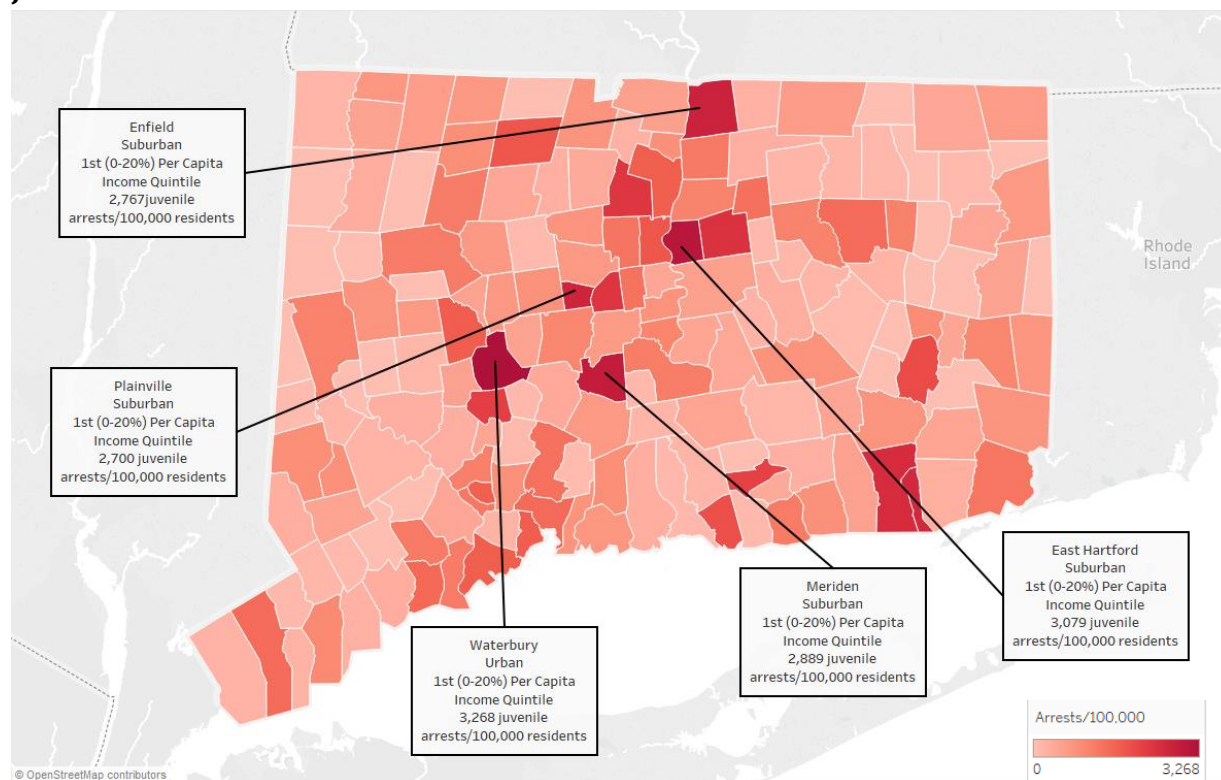 Enfield
Suburban
1st (0-20%) Per Capita
Income Quintile
2,767juvenile
arrests/100,000 residents
Rhode
Island
Plainville
Suburban
1st (0-20%) Per Capita
Income Quintile
2,700 juvenile
arrests/100,000 residents
East Hartford
Suburban
1st (0-20%) Per Capita
Income Quintile
3,079 juvenile
arrests/100,000 residents
Meriden
Suburban
1st (0-20%) Per Capita
Income Quintile
2,889 juvenile
arrests/100,000 residents
Waterbury
Urban
1st (0-20%) Per Capita
Income Quintile
3,268 juvenile
arrests/100,000 residents
Arrests/100,000
0 3,268
© OpenStreetMap contributors